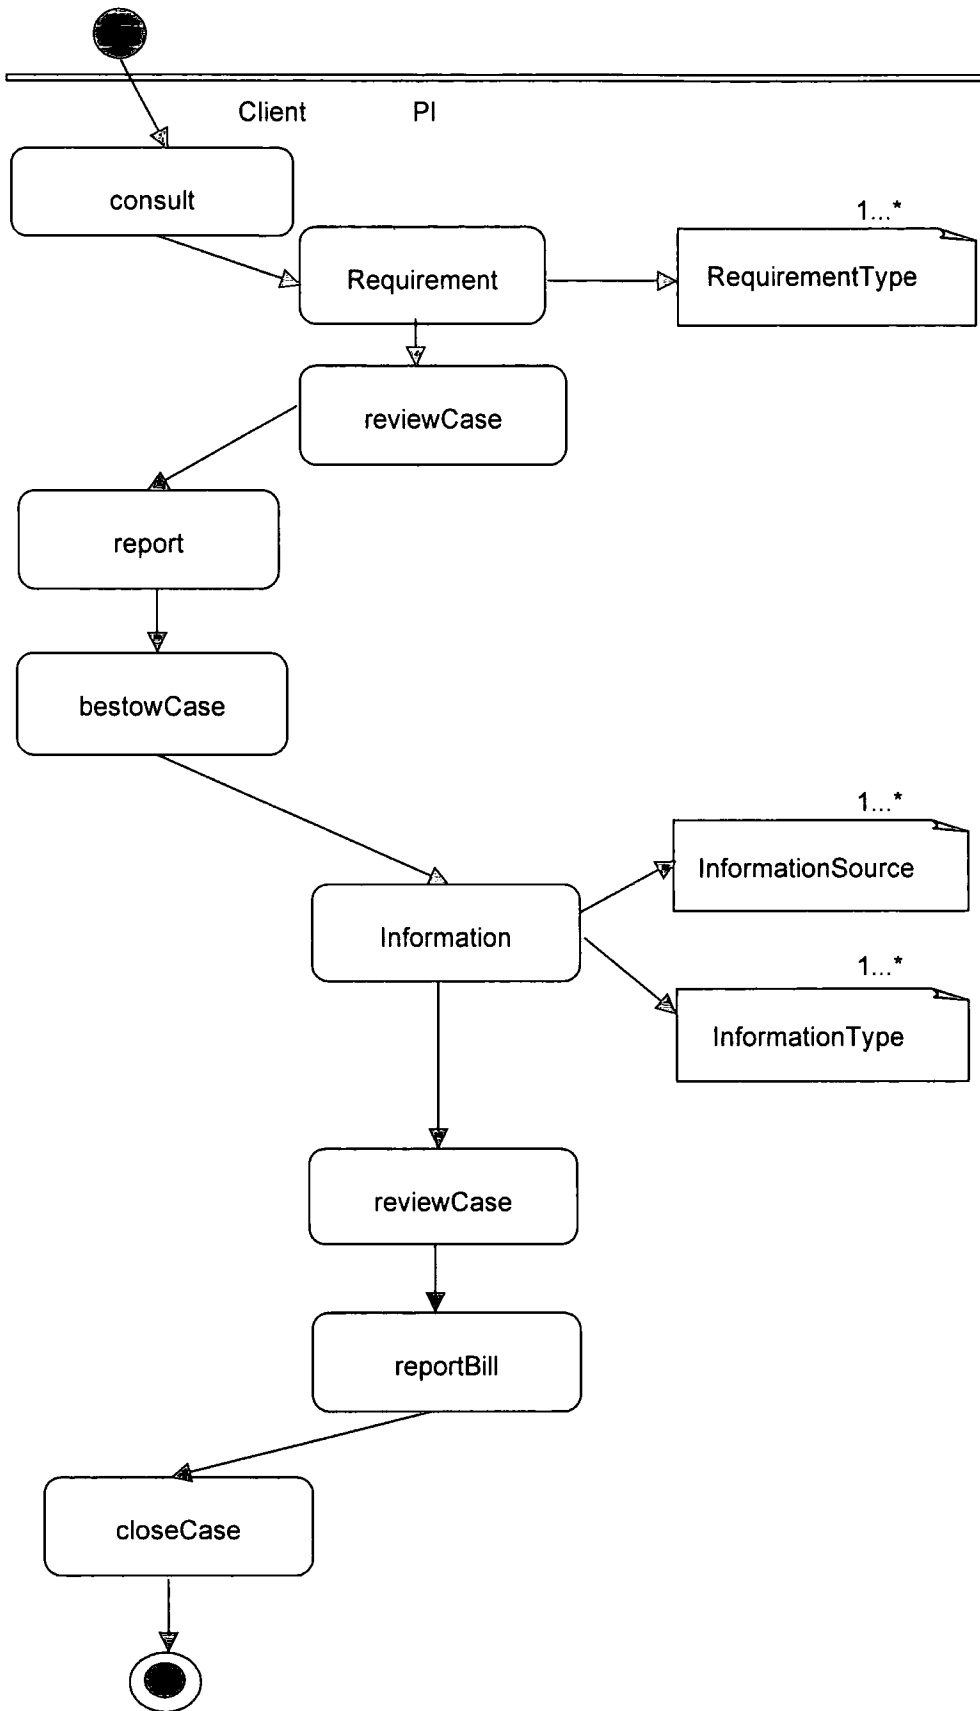 Client PI
consult
1...*
Requirement
RequirementType
reviewCase
report
bestowCase
1...*
InformationSource
Information
1...*
InformationType
reviewCase
reportBill
closeCase